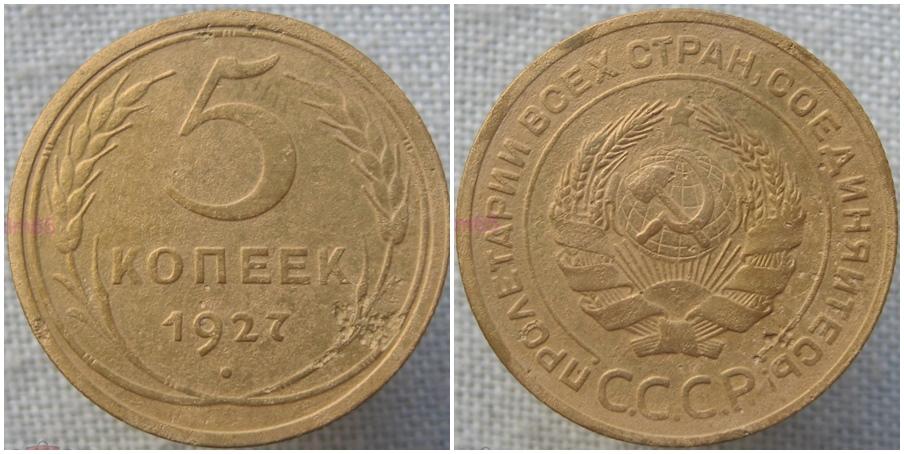 5
КОПЕЕК
1927
ПРОЛЕТАРИИ ВСЕХ СТРАН, СОЕДИНЯЙТЕСЬ!
С.С.С.Р.